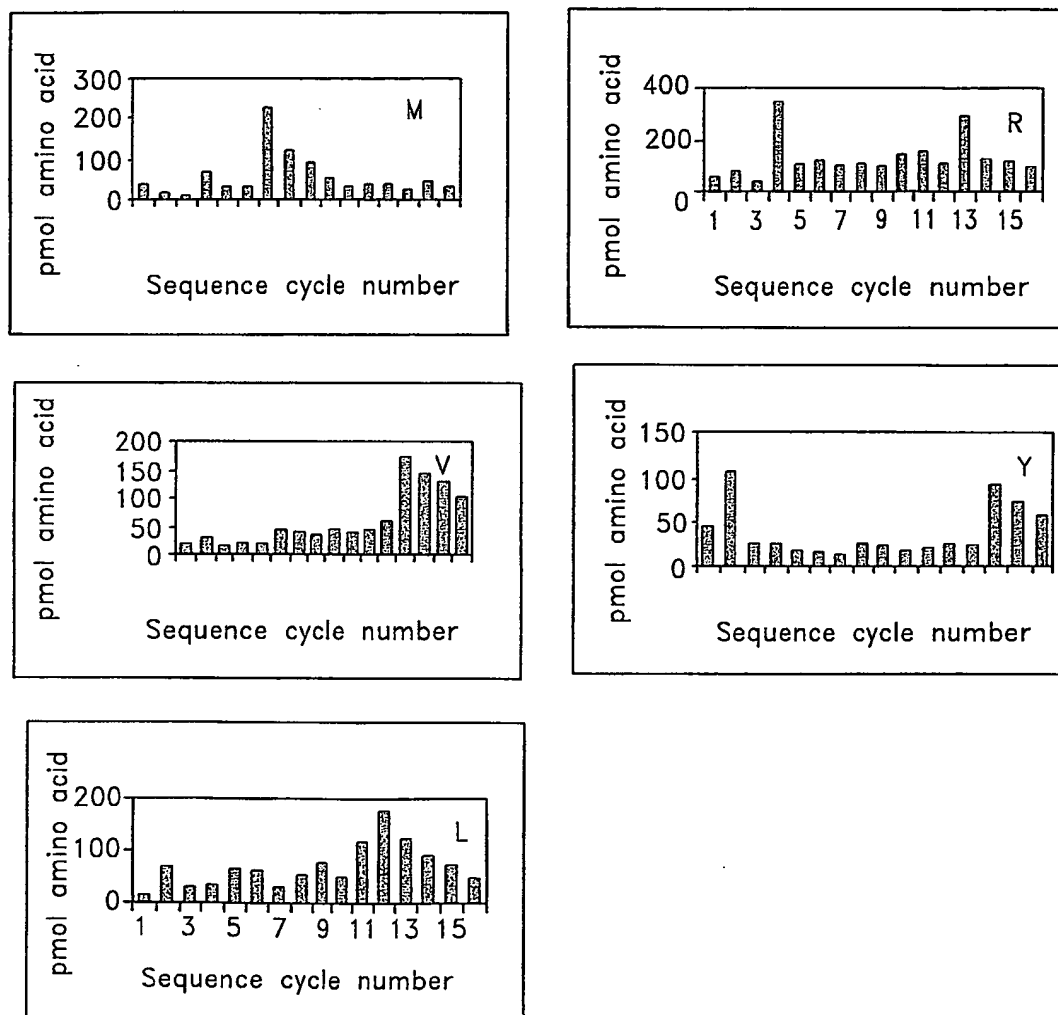 pmol amino acid
300
200
100
0
M
Sequence cycle number
pmol amino acid
400
200
0
R
1 3 5 7 9 11 13 15
Sequence cycle number
pmol amino acid
200
150
100
50
0
V
Sequence cycle number
pmol amino acid
150
100
50
0
Y
Sequence cycle number
pmol amino acid
200
100
0
L
1 3 5 7 9 11 13 15
Sequence cycle number